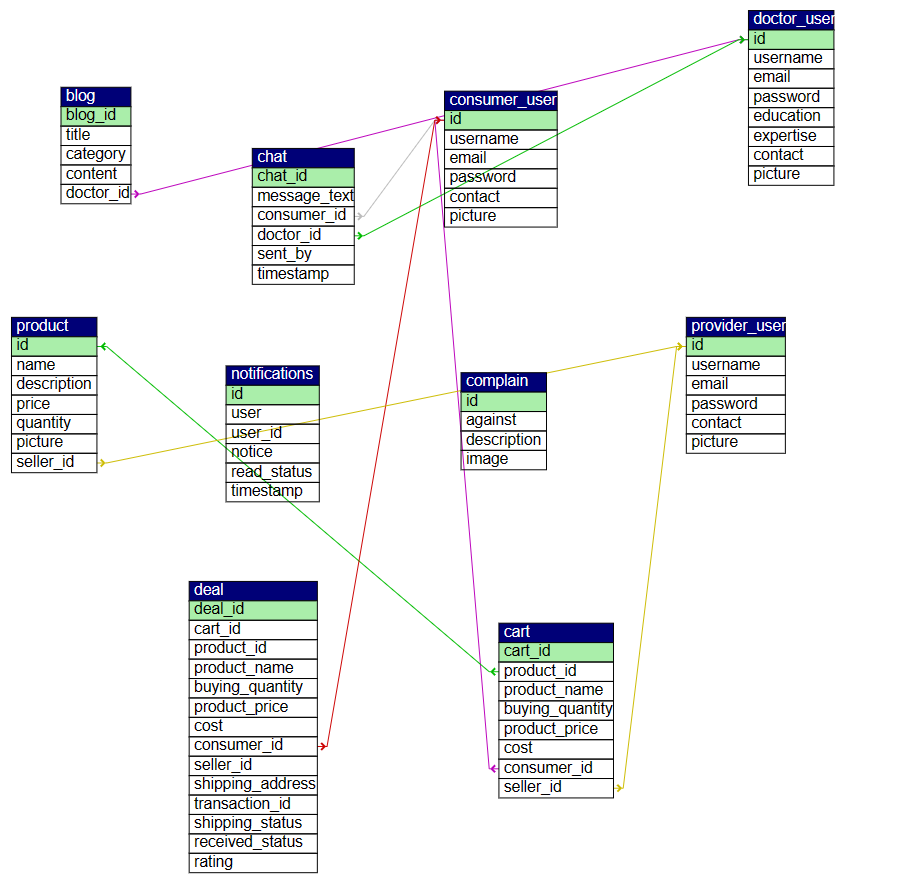 doctor_user
id
username
email
password
education
expertise
contact
picture
blog
blog_id
title
category
content
doctor_id
consumer_user
id
username
email
password
contact
picture
chat
chat_id
message_text
consumer_id
doctor_id
sent_by
timestamp
product
id
name
description
price
quantity
picture
seller_id
notifications
id
user
user_id
notice
read_status
timestamp
complain
id
against
description
image
provider_user
id
username
email
password
contact
picture
deal
deal_id
cart_id
product_id
product_name
buying_quantity
product_price
cost
consumer_id
seller_id
shipping_address
transaction_id
shipping_status
received_status
rating
cart
cart_id
product_id
product_name
buying_quantity
product_price
cost
consumer_id
seller_id